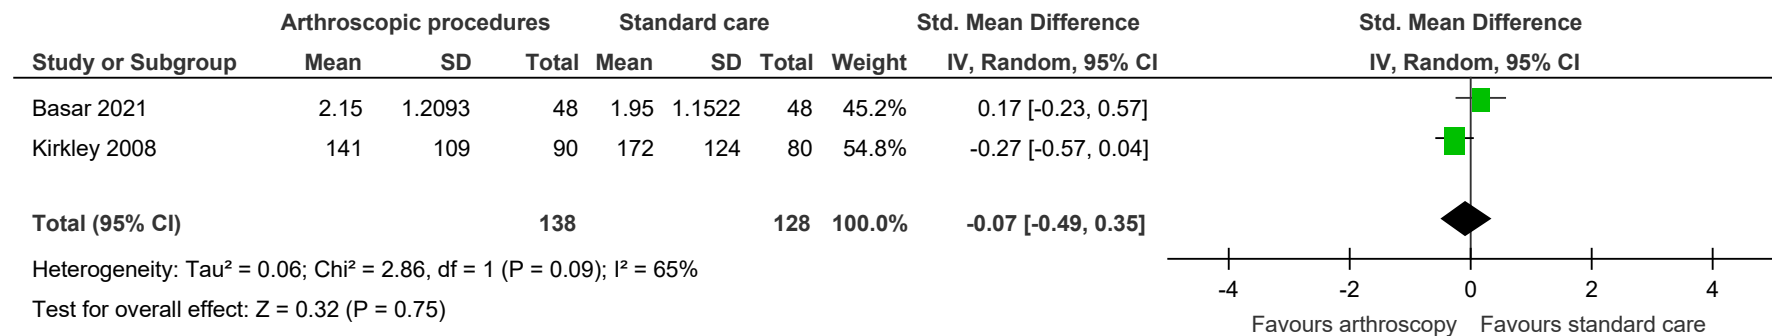 Arthroscopic procedures Standard care Std. Mean Difference Std. Mean Difference
Study or Subgroup Mean SD Total Mean SD Total Weight IV, Random, 95% CI IV, Random, 95% CI
Basar 2021 2.15 1.2093 48 1.95 1.1522 48 45.2% 0.17 [-0.23, 0.57]
Kirkley 2008 141 109 90 172 124 80 54.8% -0.27 [-0.57, 0.04]
Total (95% CI) 138 128 100.0% -0.07 [-0.49, 0.35]
Heterogeneity: Tau² = 0.06; Chi² = 2.86, df = 1 (P = 0.09); I² = 65%
Test for overall effect: Z = 0.32 (P = 0.75)
-4 -2 0 2 4
Favours arthroscopy Favours standard care